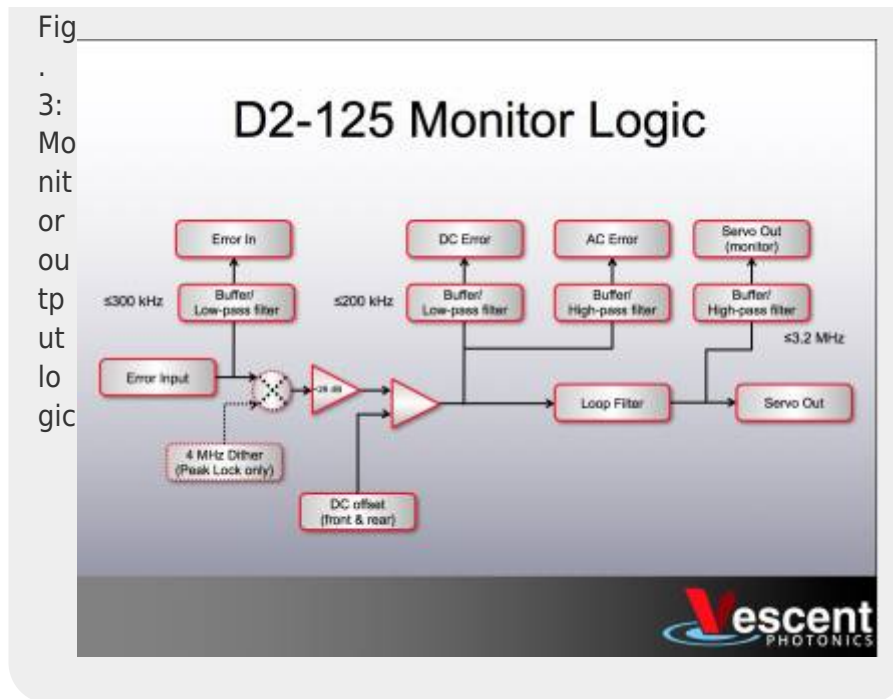 Fig
.
3:
Mo
nit
or
ou
tp
ut
lo
gic
D2-125 Monitor Logic
Error In
DC Error
AC Error
Servo Out
(monitor)
≤300 kHz
Buffer/
Low-pass filter
≤200 kHz
Buffer/
Low-pass filter
Buffer/
High-pass filter
Buffer/
High-pass filter
≤3.2 MHz
Error Input
Loop Filter
Servo Out
4 MHz Dither
(Peak Lock only)
DC offset
(front & rear)
Vescent
PHOTONICS